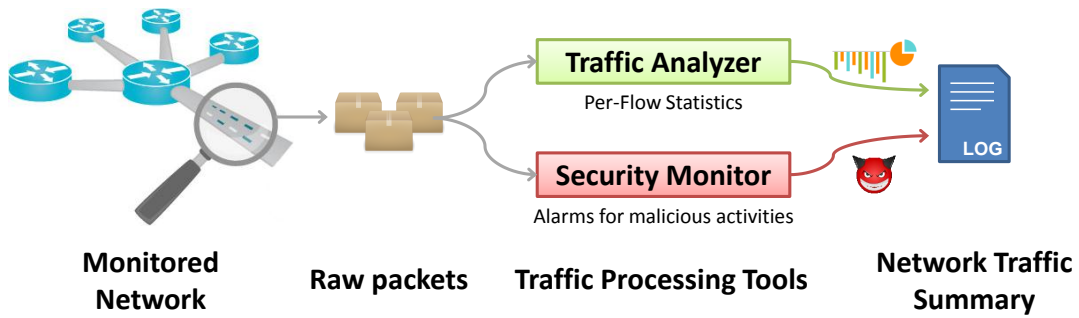 Traffic Analyzer
Per-Flow Statistics
Security Monitor
Alarms for malicious activities
LOG
Monitored
Network
Raw packets
Traffic Processing Tools
Network Traffic
Summary